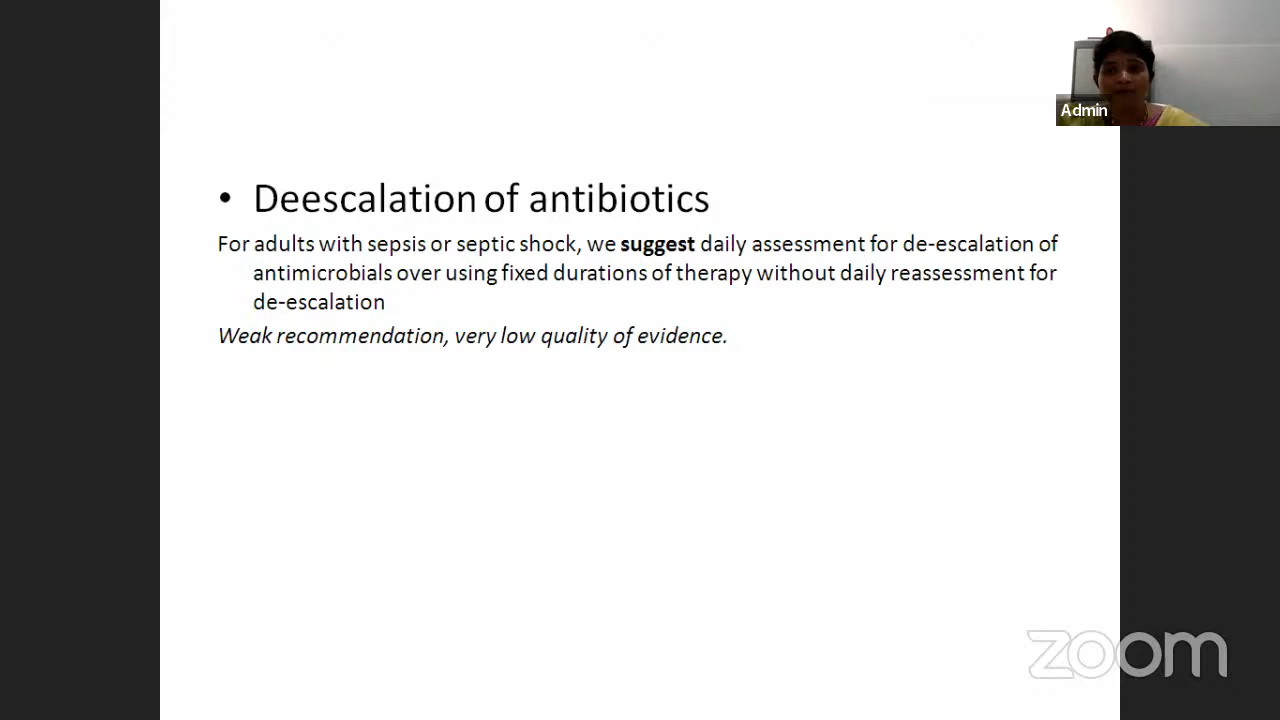 Admin
• Deescalation of antibiotics
For adults with sepsis or septic shock, we suggest daily assessment for de-escalation of
antimicrobials over using fixed durations of therapy without daily reassessment for
de-escalation
Weak recommendation, very low quality of evidence.
zoom